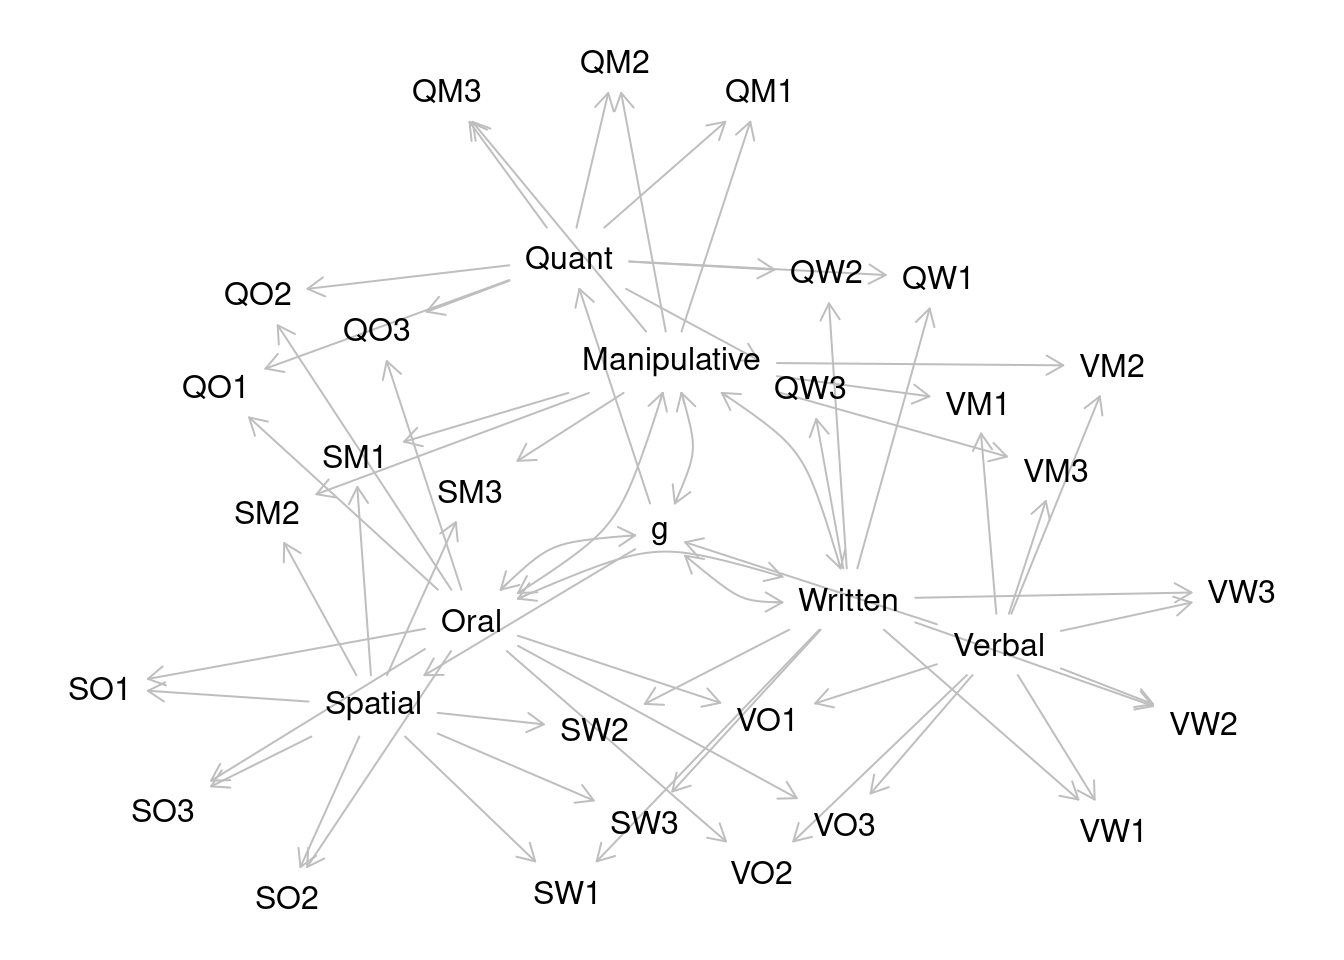 QM2
QM3
QM1
Quant
QW2
QW1
QO2
QO3
Manipulative
VM2
QO1
QW3
VM1
SM1
VM3
SM3
SM2
g
VW3
Written
Oral
Verbal
SO1
Spatial
VO1
VW2
SW2
SO3
SW3
VO3
VW1
VO2
SW1
SO2